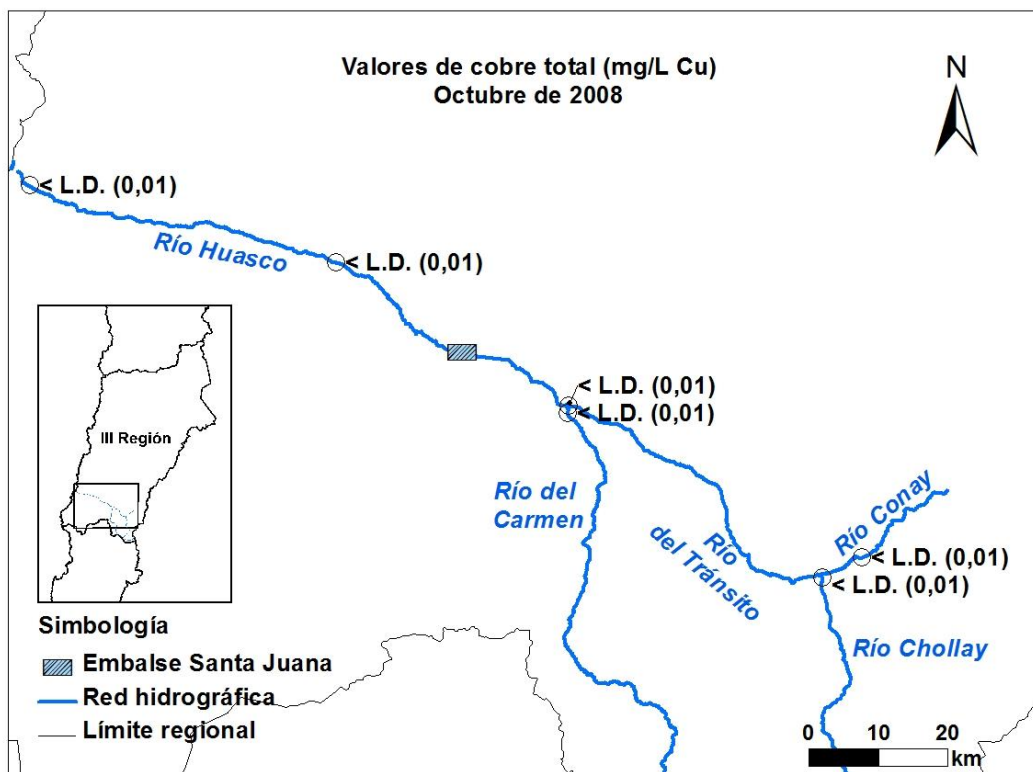 Valores de cobre total (mg/L Cu)
Octubre de 2008
N
< L.D. (0,01)
Río Huasco
< L.D. (0,01)
< L.D. (0,01)
< L.D. (0,01)
III Región
Río del
Carmen
Río
del Tránsito
Río Conay
< L.D. (0,01)
< L.D. (0,01)
Río Chollay
Simbología
Embalse Santa Juana
Red hidrográfica
Límite regional
0 10 20
km